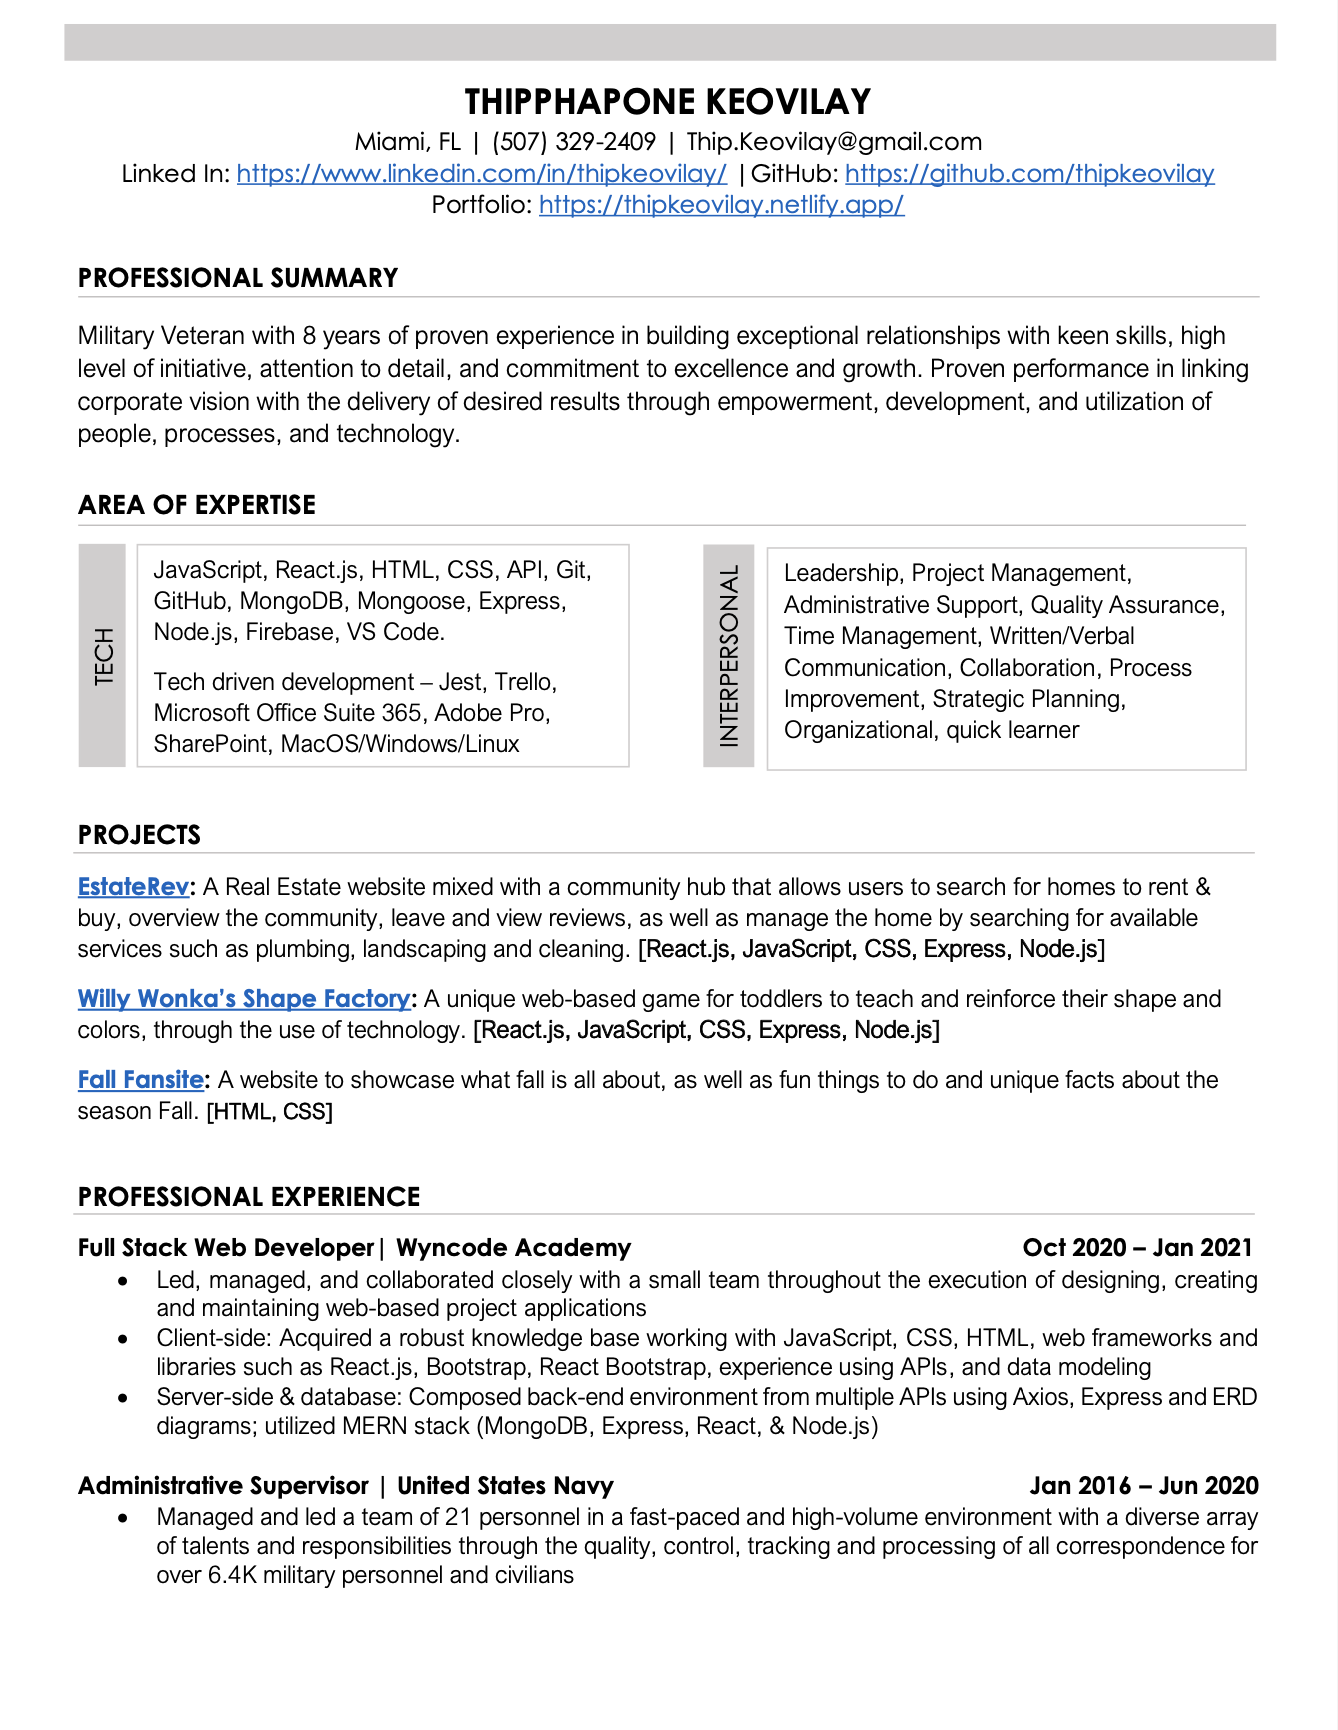 THIPPHAPONE KEOVILAY
Miami, FL | (507) 329-2409 | Thip.Keovilay@gmail.com
Linked In: https://www.linkedin.com/in/thipkeovilay/ |GitHub: https://github.com/thipkeovilay
Portfolio: https://thipkeovilay.netlify.app/
PROFESSIONAL SUMMARY
Military Veteran with 8 years of proven experience in building exceptional relationships with keen skills, high
level of initiative, attention to detail, and commitment to excellence and growth. Proven performance in linking
corporate vision with the delivery of desired results through empowerment, development, and utilization of
people, processes, and technology.
AREA OF EXPERTISE
TECH
JavaScript, React.js, HTML, CSS, API, Git,
GitHub, MongoDB, Mongoose, Express,
Node.js, Firebase, VS Code.
Tech driven development – Jest, Trello,
Microsoft Office Suite 365, Adobe Pro,
SharePoint, MacOS/Windows/Linux
INTERPERSONAL
Leadership, Project Management,
Administrative Support, Quality Assurance,
Time Management, Written/Verbal
Communication, Collaboration, Process
Improvement, Strategic Planning,
Organizational, quick learner
PROJECTS
EstateRev: A Real Estate website mixed with a community hub that allows users to search for homes to rent &
buy, overview the community, leave and view reviews, as well as manage the home by searching for available
services such as plumbing, landscaping and cleaning. [React.js, JavaScript, CSS, Express, Node.js]
Willy Wonka's Shape Factory: A unique web-based game for toddlers to teach and reinforce their shape and
colors, through the use of technology. [React.js, JavaScript, CSS, Express, Node.js]
Fall Fansite: A website to showcase what fall is all about, as well as fun things to do and unique facts about the
season Fall. [HTML, CSS]
PROFESSIONAL EXPERIENCE
Full Stack Web Developer| Wyncode Academy Oct 2020 – Jan 2021
• Led, managed, and collaborated closely with a small team throughout the execution of designing, creating
and maintaining web-based project applications
• Client-side: Acquired a robust knowledge base working with JavaScript, CSS, HTML, web frameworks and
libraries such as React.js, Bootstrap, React Bootstrap, experience using APIs, and data modeling
• Server-side & database: Composed back-end environment from multiple APIs using Axios, Express and ERD
diagrams; utilized MERN stack (MongoDB, Express, React, & Node.js)
Administrative Supervisor | United States Navy Jan 2016 – Jun 2020
• Managed and led a team of 21 personnel in a fast-paced and high-volume environment with a diverse array
of talents and responsibilities through the quality, control, tracking and processing of all correspondence for
over 6.4K military personnel and civilians